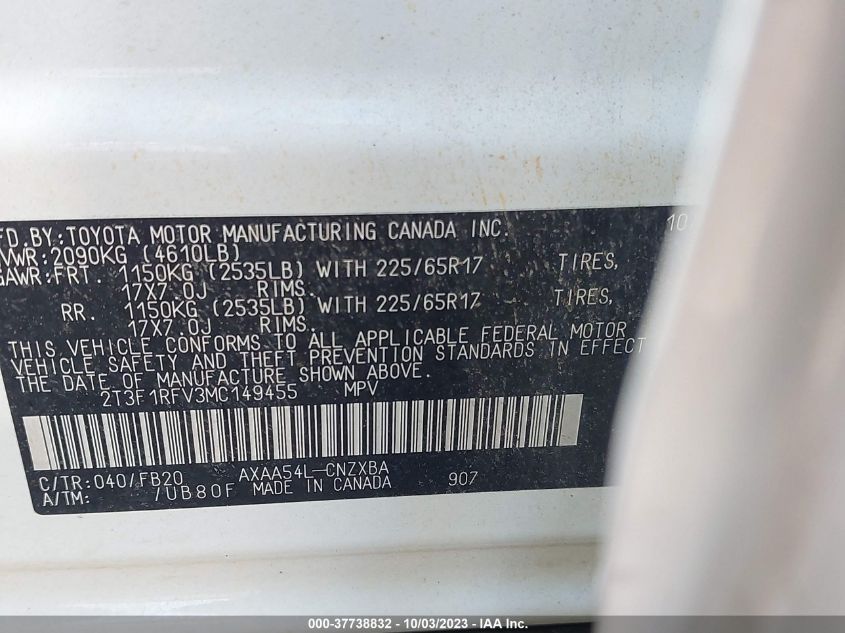 FD.BY:TOYOTA MOTOR MANUFACTURING CANADA INC. 10
VWR:2090KG (4610LB)
GAWR:FRT. 1150KG (2535LB) WITH 225/65R17 TIRES,
17X7.0J RIMS.
RR. 1150KG (2535LB) WITH 225/65R17 TIRES,
17X7.0J RIMS.
THIS VEHICLE CONFORMS TO ALL APPLICABLE FEDERAL MOTOR
VEHICLE SAFETY AND THEFT PREVENTION STANDARDS IN EFFECT
THE DATE OF MANUFACTURE SHOWN ABOVE.
2T3F1RFV3MC149455 MPV
C/TR:040/FB20 AXAA54L-CNZXBA 907
A/TM: /UB80F MADE IN CANADA
000-37738832 - 10/03/2023 - IAA Inc.